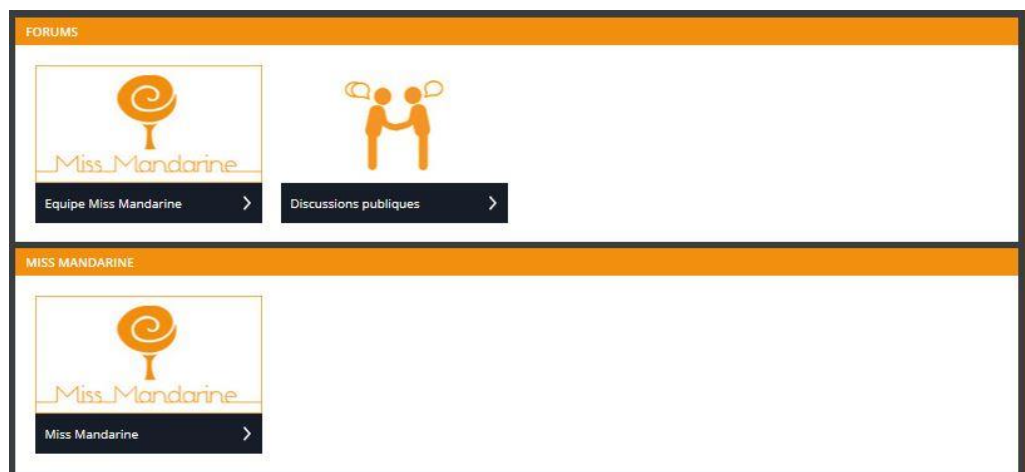 FORUMS
Miss Mandarine
Equipe Miss Mandarine
Discussions publiques
MISS MANDARINE
Miss Mandarine
Miss Mandarine